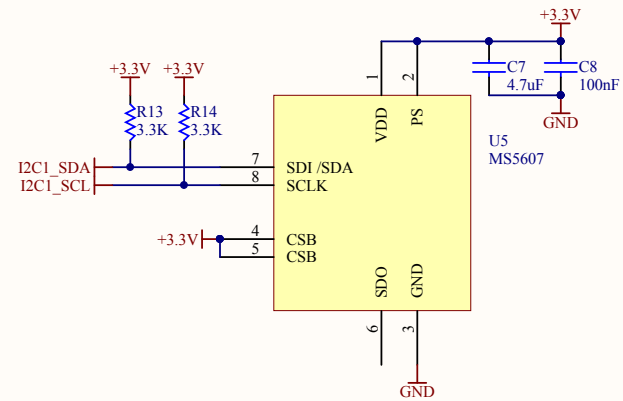 +3.3V
+3.3V +3.3V
1
2
C7 C8
4.7uF 100nF
R13 R14
3.3K 3.3K
VDD
PS
GND
U5
MS5607
I2C1_SDA 7 SDI /SDA
I2C1_SCL 8 SCLK
+3.3V 4 CSB
5 CSB
SDO
GND
6
3
GND